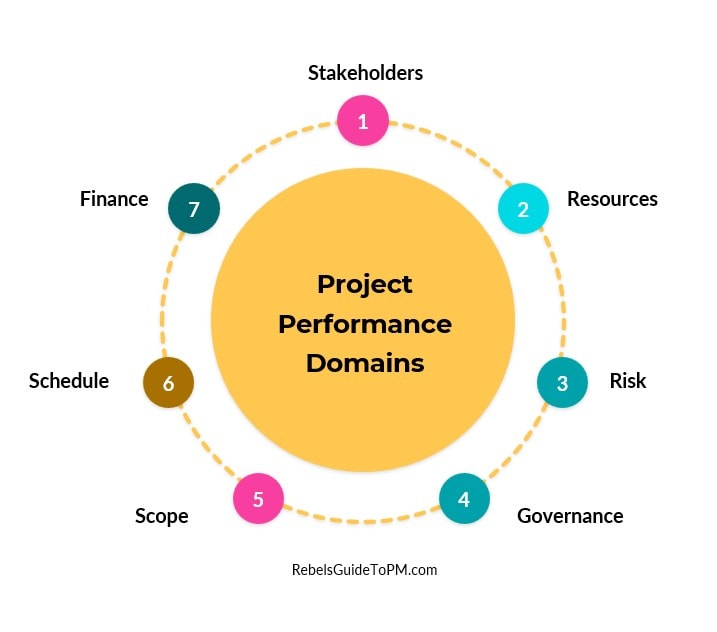 Stakeholders
1
Finance
7
2
Resources
Project
Performance
Domains
Schedule
6
3
Risk
5
4
Scope
Governance
RebelsGuideToPM.com